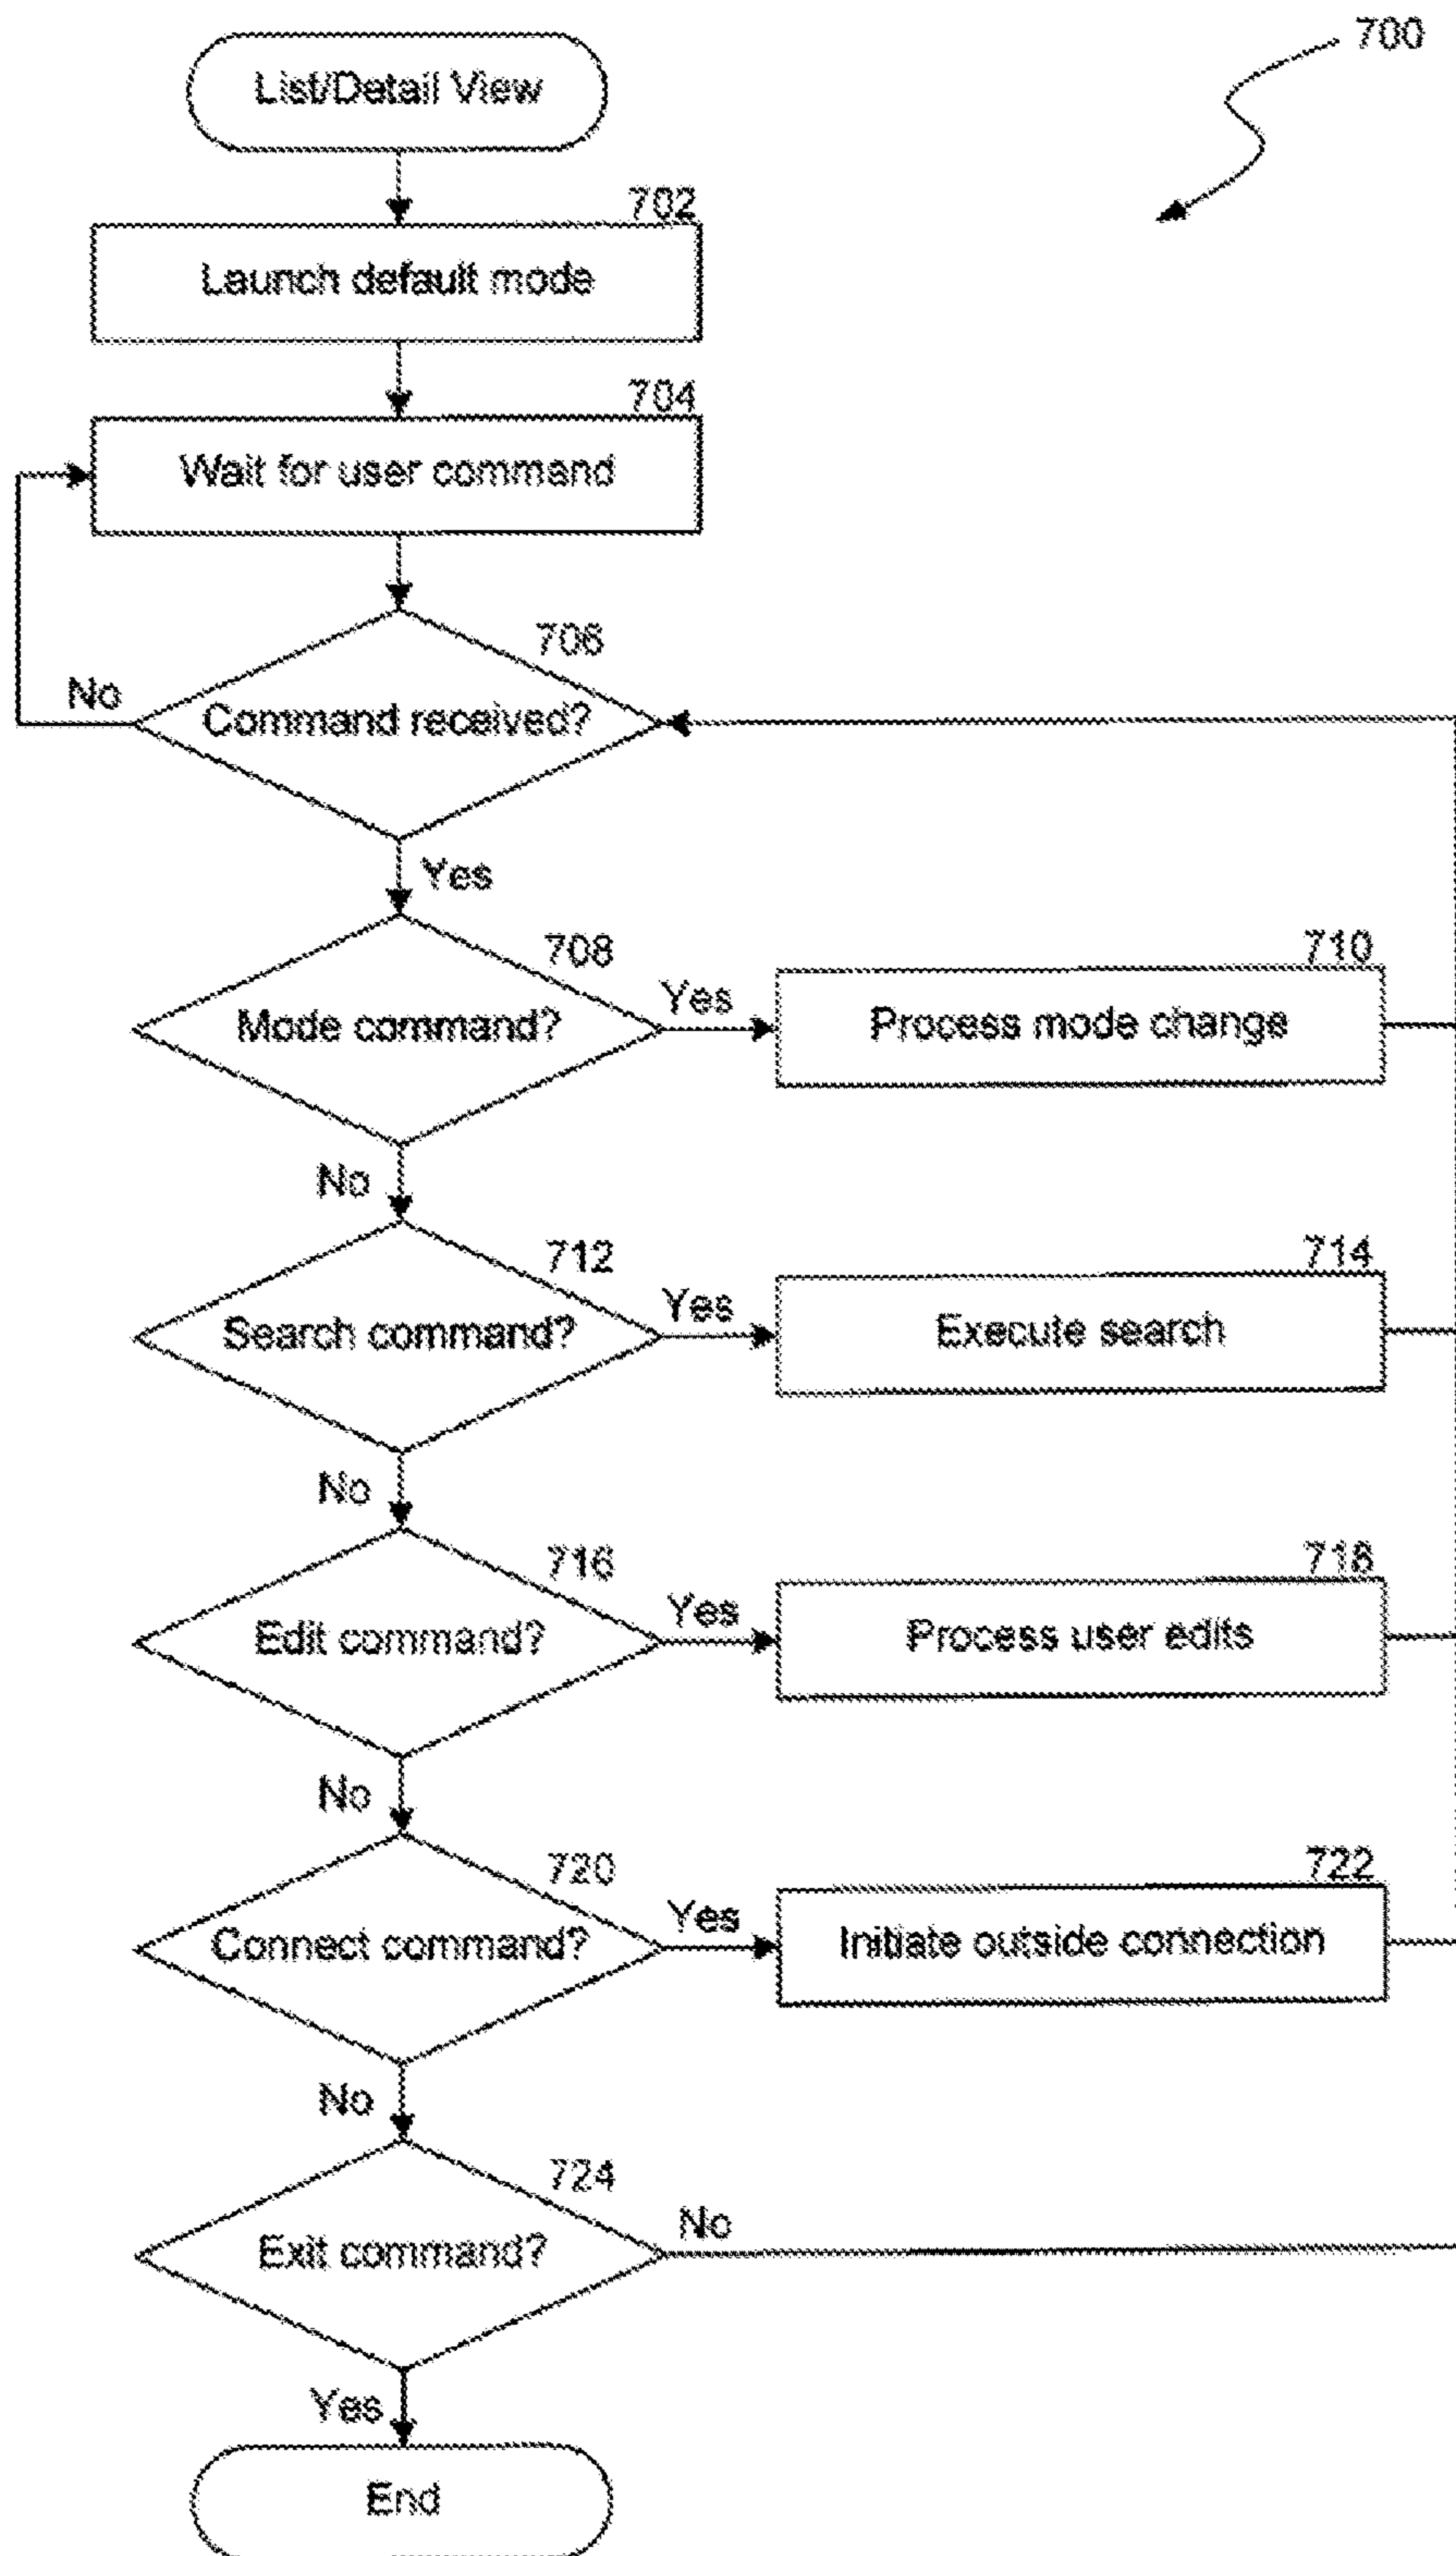 700
List/Detail View
702
Launch default mode
704
Wait for user command
706
No
Command received?
Yes
708
710
Mode command?
Yes
Process mode change
No
712
714
Search command?
Yes
Execute search
No
716
718
Edit command?
Yes
Process user edits
No
720
722
Connect command?
Yes
Initiate outside connection
No
724
Exit command?
No
Yes
End